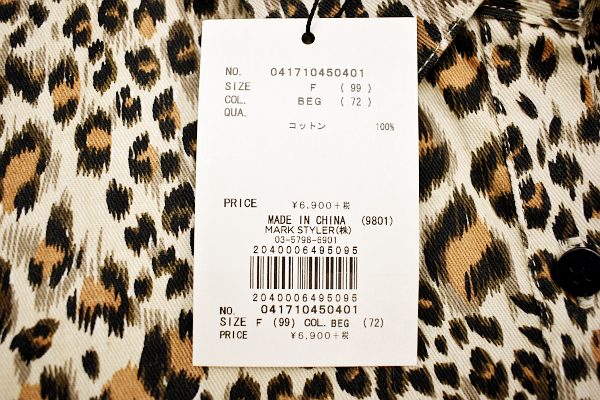 NO. 041710450401
SIZE F (99)
COL. BEG (72)
QUA.
コットン 100%
PRICE ¥6,900+税
MADE IN CHINA (9801)
MARK STYLER(株)
03-5798-6901
2040006495095
2040006495095
NO. 041710450401
SIZE F (99) COL. BEG (72)
PRICE ¥6,900+税